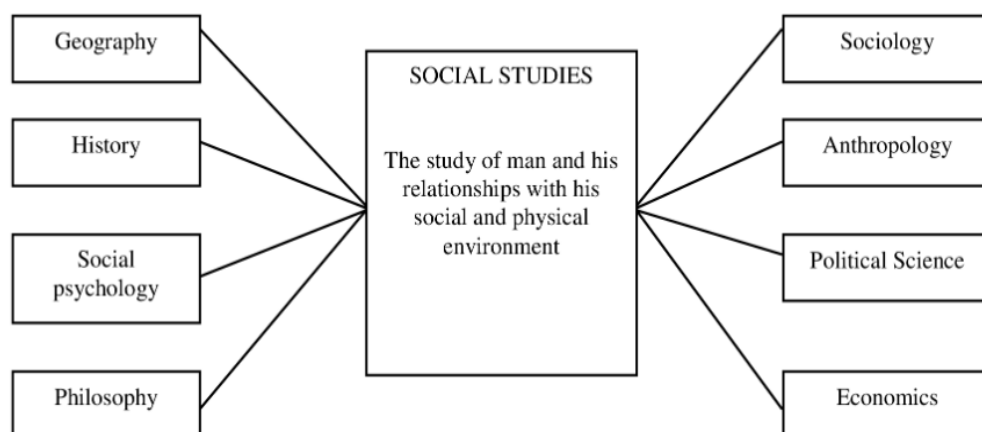 Geography
History
Social
psychology
Philosophy
SOCIAL STUDIES
The study of man and his
relationships with his
social and physical
environment
Sociology
Anthropology
Political Science
Economics